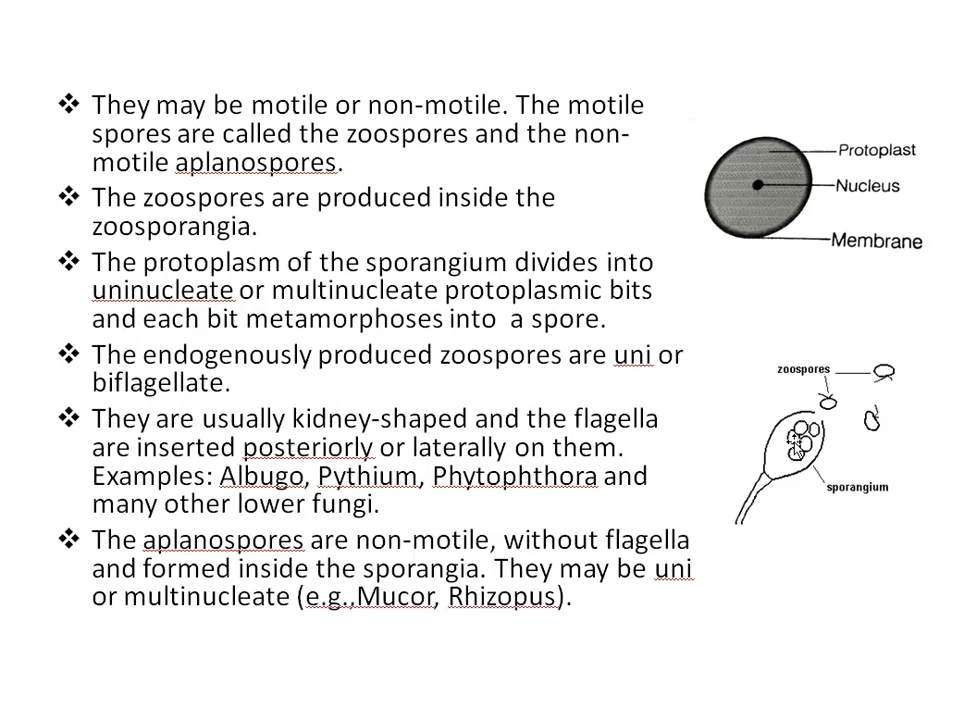 ❖ They may be motile or non-motile. The motile
spores are called the zoospores and the non-
motile aplanospores.
❖ The zoospores are produced inside the
zoosporangia.
❖ The protoplasm of the sporangium divides into
uninucleate or multinucleate protoplasmic bits
and each bit metamorphoses into  a spore.
❖ The endogenously produced zoospores are uni or
biflagellate.
❖ They are usually kidney-shaped and the flagella
are inserted posteriorly or laterally on them.
Examples: Albugo, Pythium, Phytophthora and
many other lower fungi.
❖ The aplanospores are non-motile, without flagella
and formed inside the sporangia. They may be uni
or multinucleate (e.g.,Mucor, Rhizopus).
Protoplast
Nucleus
Membrane
zoospores
sporangium